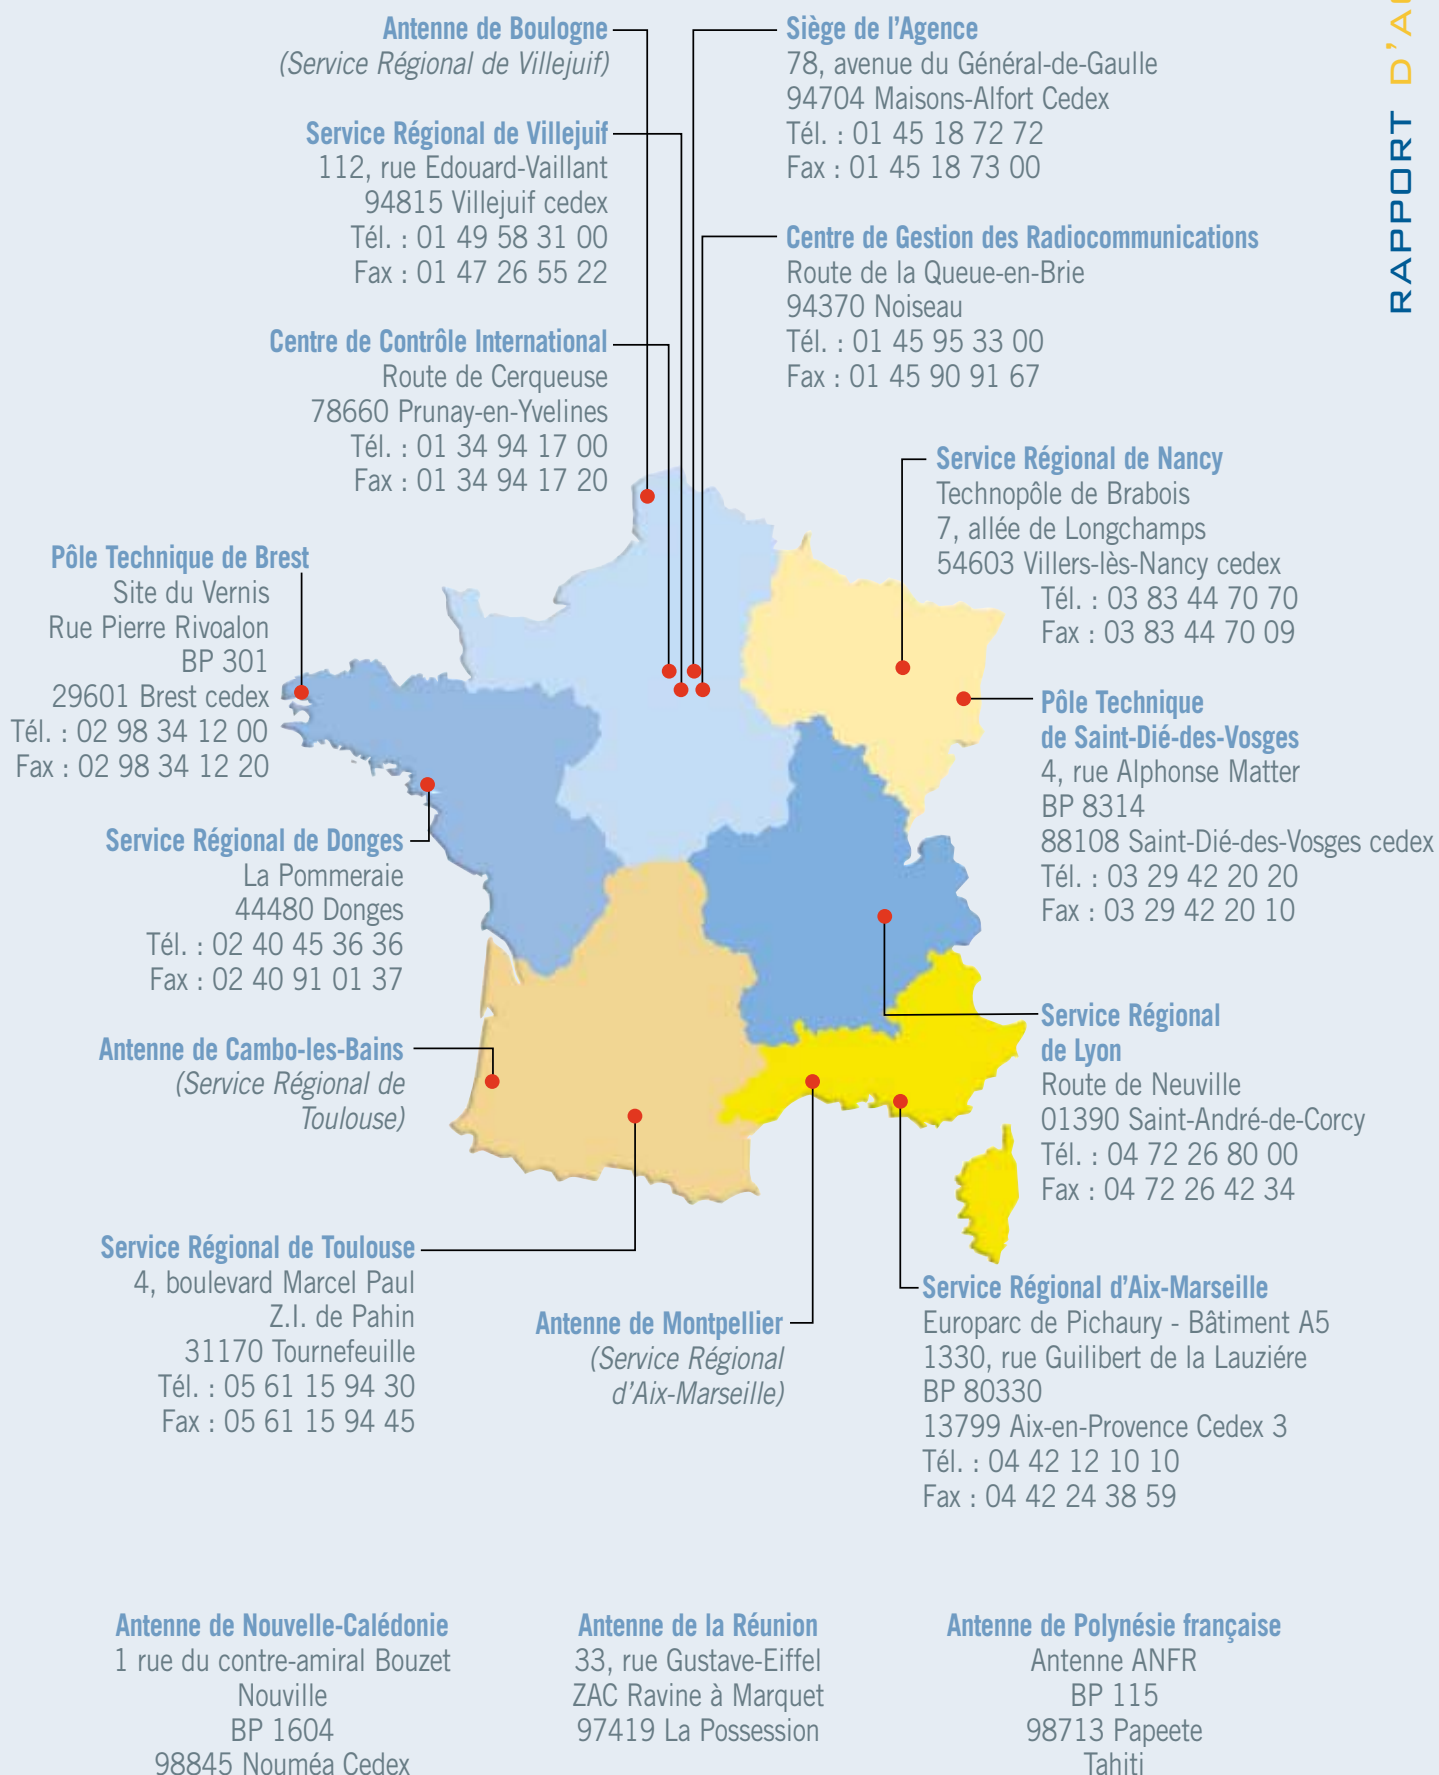 Antenne de Boulogne
(Service Régional de Villejuif)
Siège de l'Agence
78, avenue du Général-de-Gaulle
94704 Maisons-Alfort Cedex
Tél. : 01 45 18 72 72
Fax : 01 45 18 73 00
RAPPORT
Service Régional de Villejuif
112, rue Edouard-Vaillant
94815 Villejuif cedex
Tél. : 01 49 58 31 00
Fax : 01 47 26 55 22
Centre de Gestion des Radiocommunications
Route de la Queue-en-Brie
94370 Noiseau
Tél. : 01 45 95 33 00
Fax : 01 45 90 91 67
Centre de Contrôle International
Route de Cerqueuse
78660 Prunay-en-Yvelines
Tél. : 01 34 94 17 00
Fax : 01 34 94 17 20
Service Régional de Nancy
Technopôle de Brabois
7, allée de Longchamps
54603 Villers-lès-Nancy cedex
Tél. : 03 83 44 70 70
Fax : 03 83 44 70 09
Pôle Technique de Brest
Site du Vernis
Rue Pierre Rivoalon
BP 301
29601 Brest cedex
Tél. : 02 98 34 12 00
Fax : 02 98 34 12 20
Pôle Technique
de Saint-Dié-des-Vosges
4, rue Alphonse Matter
BP 8314
88108 Saint-Dié-des-Vosges cedex
Tél. : 03 29 42 20 20
Fax : 03 29 42 20 10
Service Régional de Donges
La Pommeraie
44480 Donges
Tél. : 02 40 45 36 36
Fax : 02 40 91 01 37
Service Régional
de Lyon
Route de Neuville
01390 Saint-André-de-Corcy
Tél. : 04 72 26 80 00
Fax : 04 72 26 42 34
Antenne de Cambo-les-Bains
(Service Régional de
Toulouse)
Service Régional de Toulouse
4, boulevard Marcel Paul
Z.I. de Pahin
31170 Tournefeuille
Tél. : 05 61 15 94 30
Fax : 05 61 15 94 45
Antenne de Montpellier
(Service Régional
d'Aix-Marseille)
Service Régional d'Aix-Marseille
Europarc de Pichaury - Bâtiment A5
1330, rue Guilibert de la Lauziére
BP 80330
13799 Aix-en-Provence Cedex 3
Tél. : 04 42 12 10 10
Fax : 04 42 24 38 59
Antenne de Nouvelle-Calédonie
1 rue du contre-amiral Bouzet
Nouville
BP 1604
98845 Nouméa Cedex
Antenne de la Réunion
33, rue Gustave-Eiffel
ZAC Ravine à Marquet
97419 La Possession
Antenne de Polynésie française
Antenne ANFR
BP 115
98713 Papeete
Tahiti